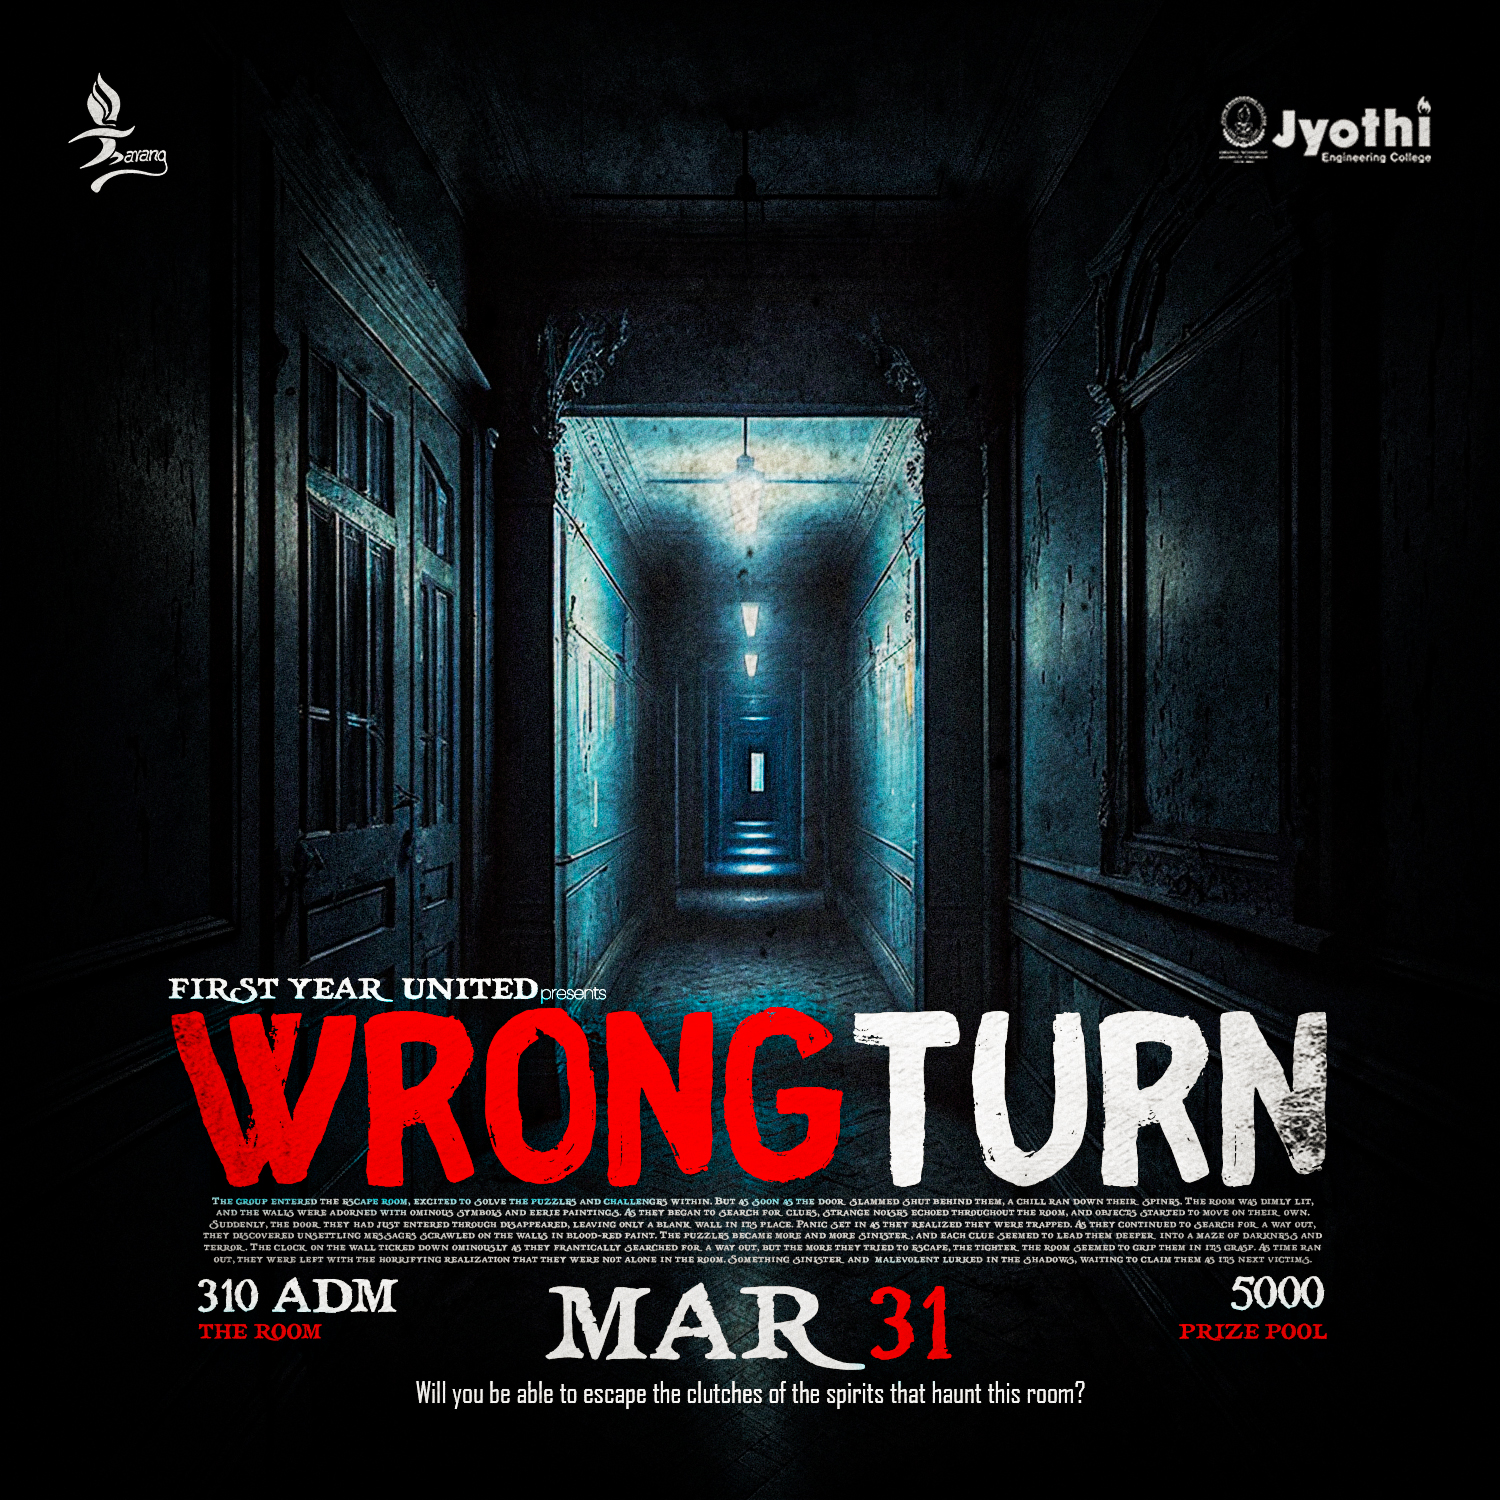 Tarang
Jyothi
Engineering College
FIRST YEAR UNITED presents
WRONG TURN
The group entered the escape room, excited to solve the puzzles and challenges within. But as soon as the door slammed shut behind them, a chill ran down their spines. The room was dimly lit,
and the walls were adorned with ominous symbols and eerie paintings. As they began to search for clues, strange noises echoed throughout the room, and objects started to move on their own.
Suddenly, the door they had just entered through disappeared, leaving only a blank wall in its place. Panic set in as they realized they were trapped. As they continued to search for a way out,
they discovered unsettling messages scrawled on the walls in blood-red paint. The puzzles became more and more sinister, and each clue seemed to lead them deeper into a maze of darkness and
terror. The clock on the wall ticked down ominously as they frantically searched for a way out, but the more they tried to escape, the tighter the room seemed to grip them in its grasp. As time ran
out, they were left with the horrifying realization that they were not alone in the room. Something sinister and malevolent lurked in the shadows, waiting to claim them as its next victims.
310 ADM
THE ROOM
MAR 31
5000
PRIZE POOL
Will you be able to escape the clutches of the spirits that haunt this room?